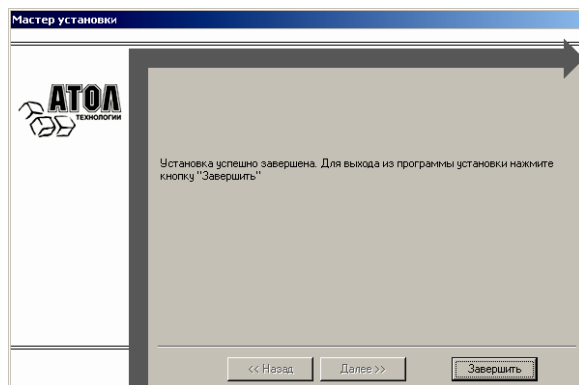 Мастер установки
АТОЛ
ТЕХНОЛОГИИ
Установка успешно завершена. Для выхода из программы установки нажмите
кнопку "Завершить"
<< Назад
Далее >>
Завершить